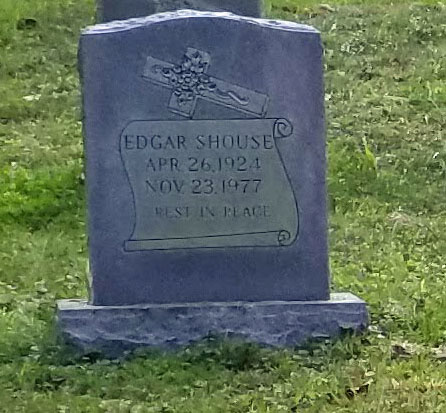 EDGAR SHOUSE
APR. 26, 1924
NOV. 23, 1977
REST IN PEACE